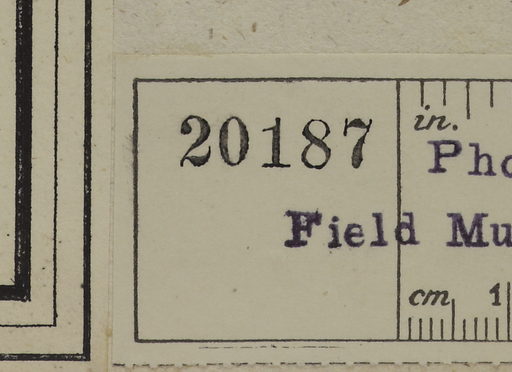 20187
in.
Pho
Field Mu
cm 1